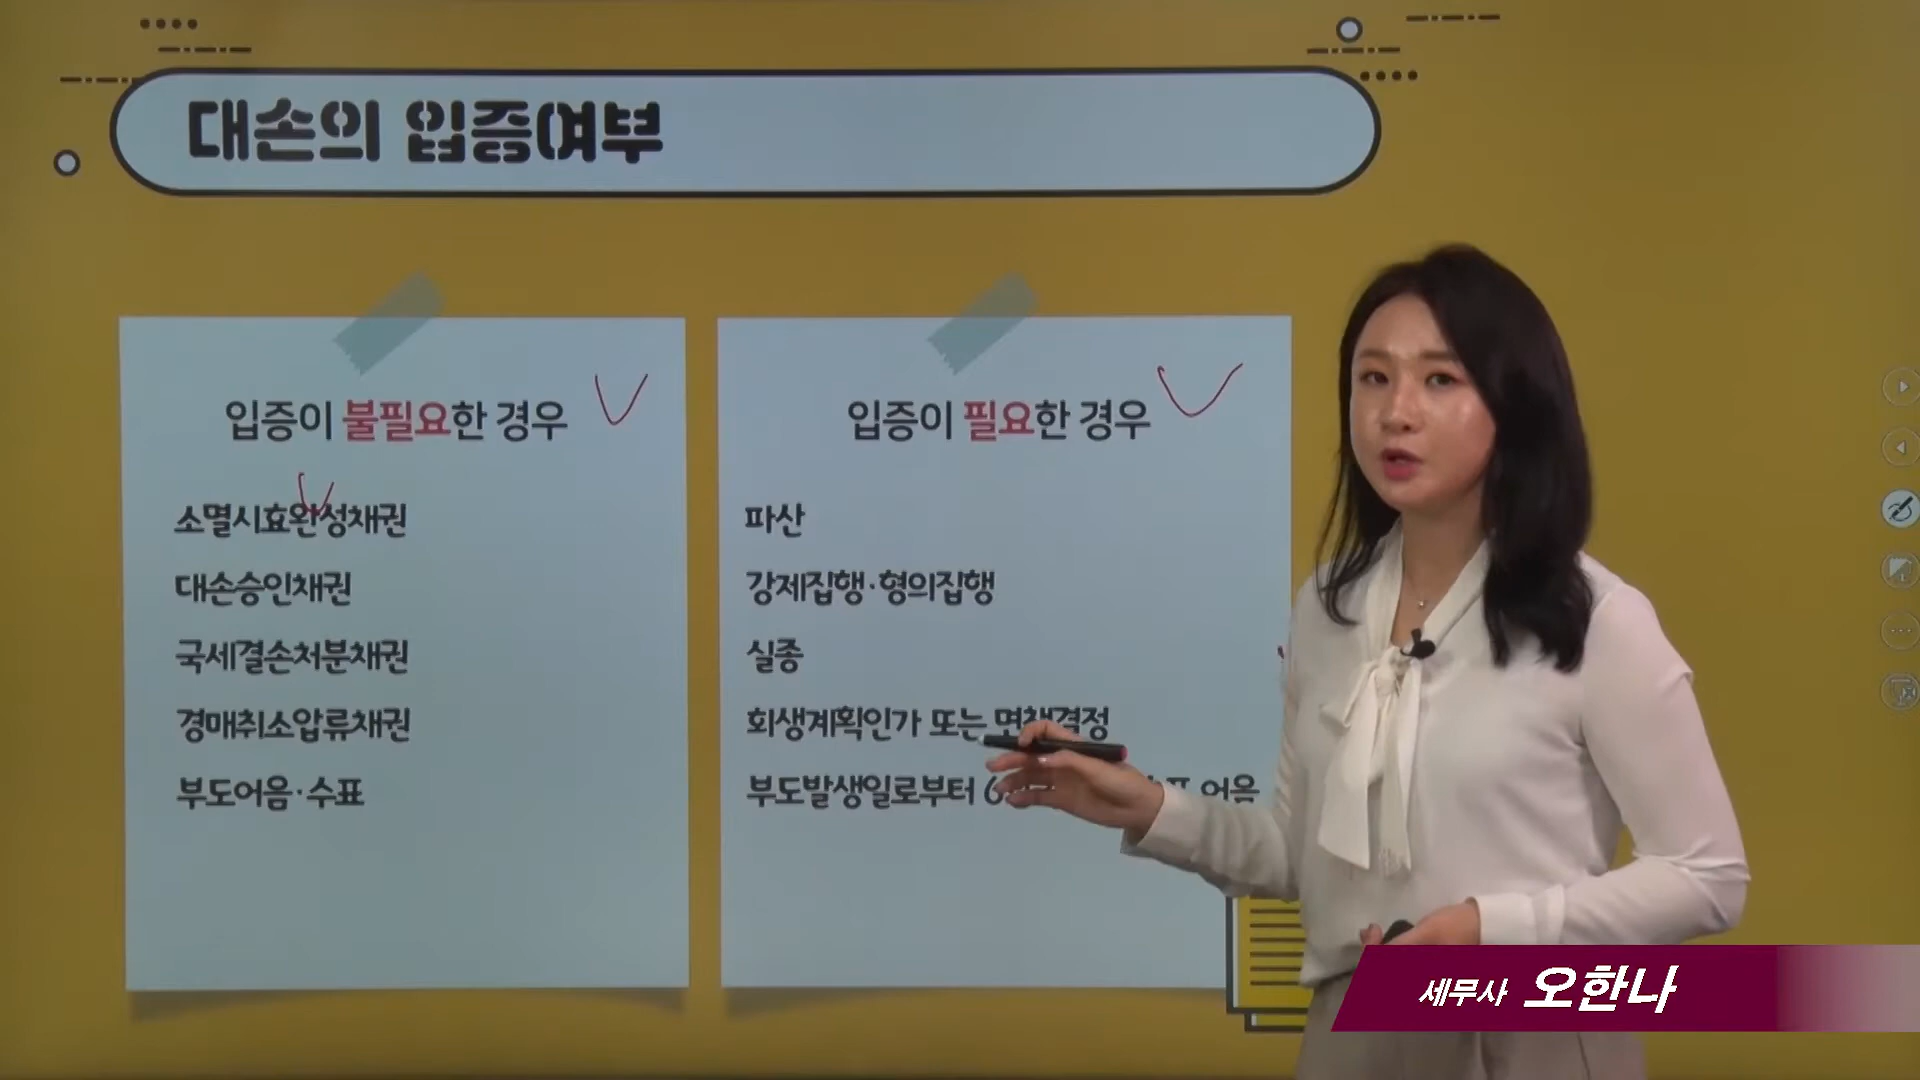 대손의 입증여부
입증이 불필요한 경우
소멸시효완성채권
대손승인채권
국세결손처분채권
경매취소압류채권
부도어음·수표
입증이 필요한 경우
파산
강제집행·형의집행
실종
회생계획인가 또는 면책결정
부도발생일로부터 어음
세무사 오한나